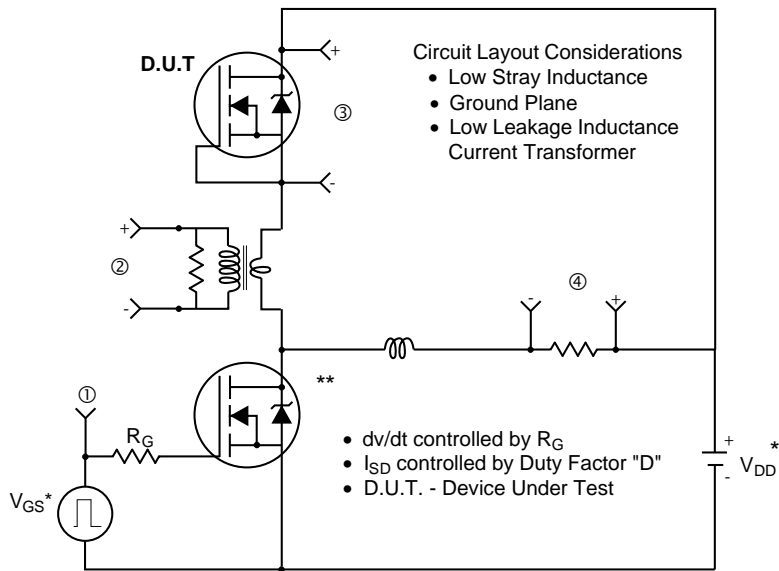 D.U.T
+
Circuit Layout Considerations
• Low Stray Inductance
• Ground Plane
• Low Leakage Inductance
Current Transformer
③
-
+
②
-
④
-
+
**
①
RG
VGS*
• dv/dt controlled by RG
• ISD controlled by Duty Factor "D"
• D.U.T. - Device Under Test
+
-
VDD*